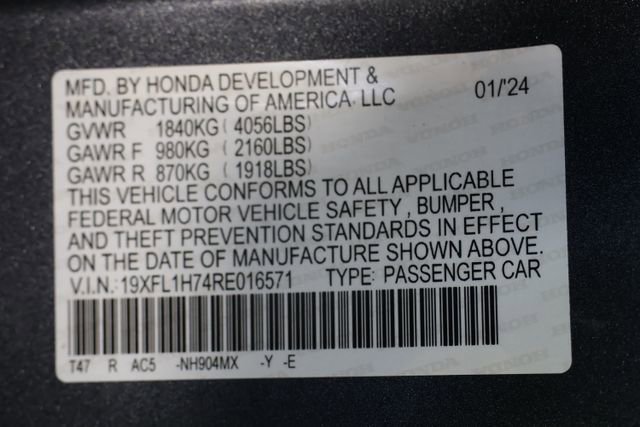 MFD. BY HONDA DEVELOPMENT &
MANUFACTURING OF AMERICA, LLC 01/'24
GVWR 1840KG ( 4056LBS)
GAWR F 980KG ( 2160LBS)
GAWR R 870KG ( 1918LBS)
THIS VEHICLE CONFORMS TO ALL APPLICABLE
FEDERAL MOTOR VEHICLE SAFETY , BUMPER ,
AND THEFT PREVENTION STANDARDS IN EFFECT
ON THE DATE OF MANUFACTURE SHOWN ABOVE.
V.I.N.:19XFL1H74RE016571 TYPE: PASSENGER CAR
T47 R AC5 -NH904MX -Y -E